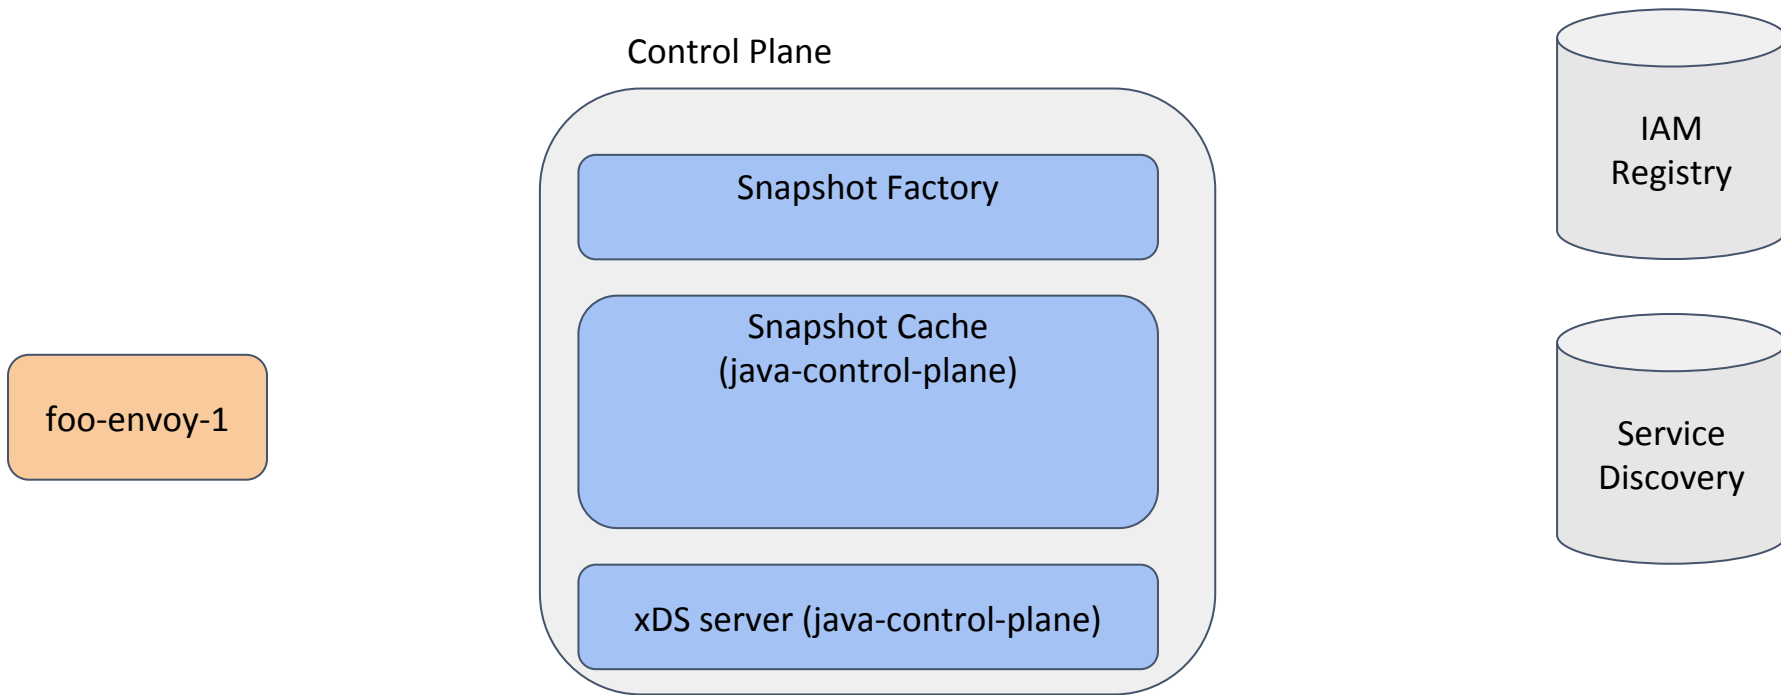 Control Plane
Snapshot Factory
Snapshot Cache
(java-control-plane)
xDS server (java-control-plane)
foo-envoy-1
IAM
Registry
Service
Discovery